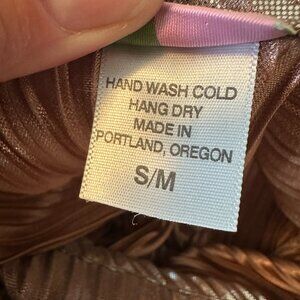 HAND WASH COLD
HANG DRY
MADE IN
PORTLAND, OREGON
S/M